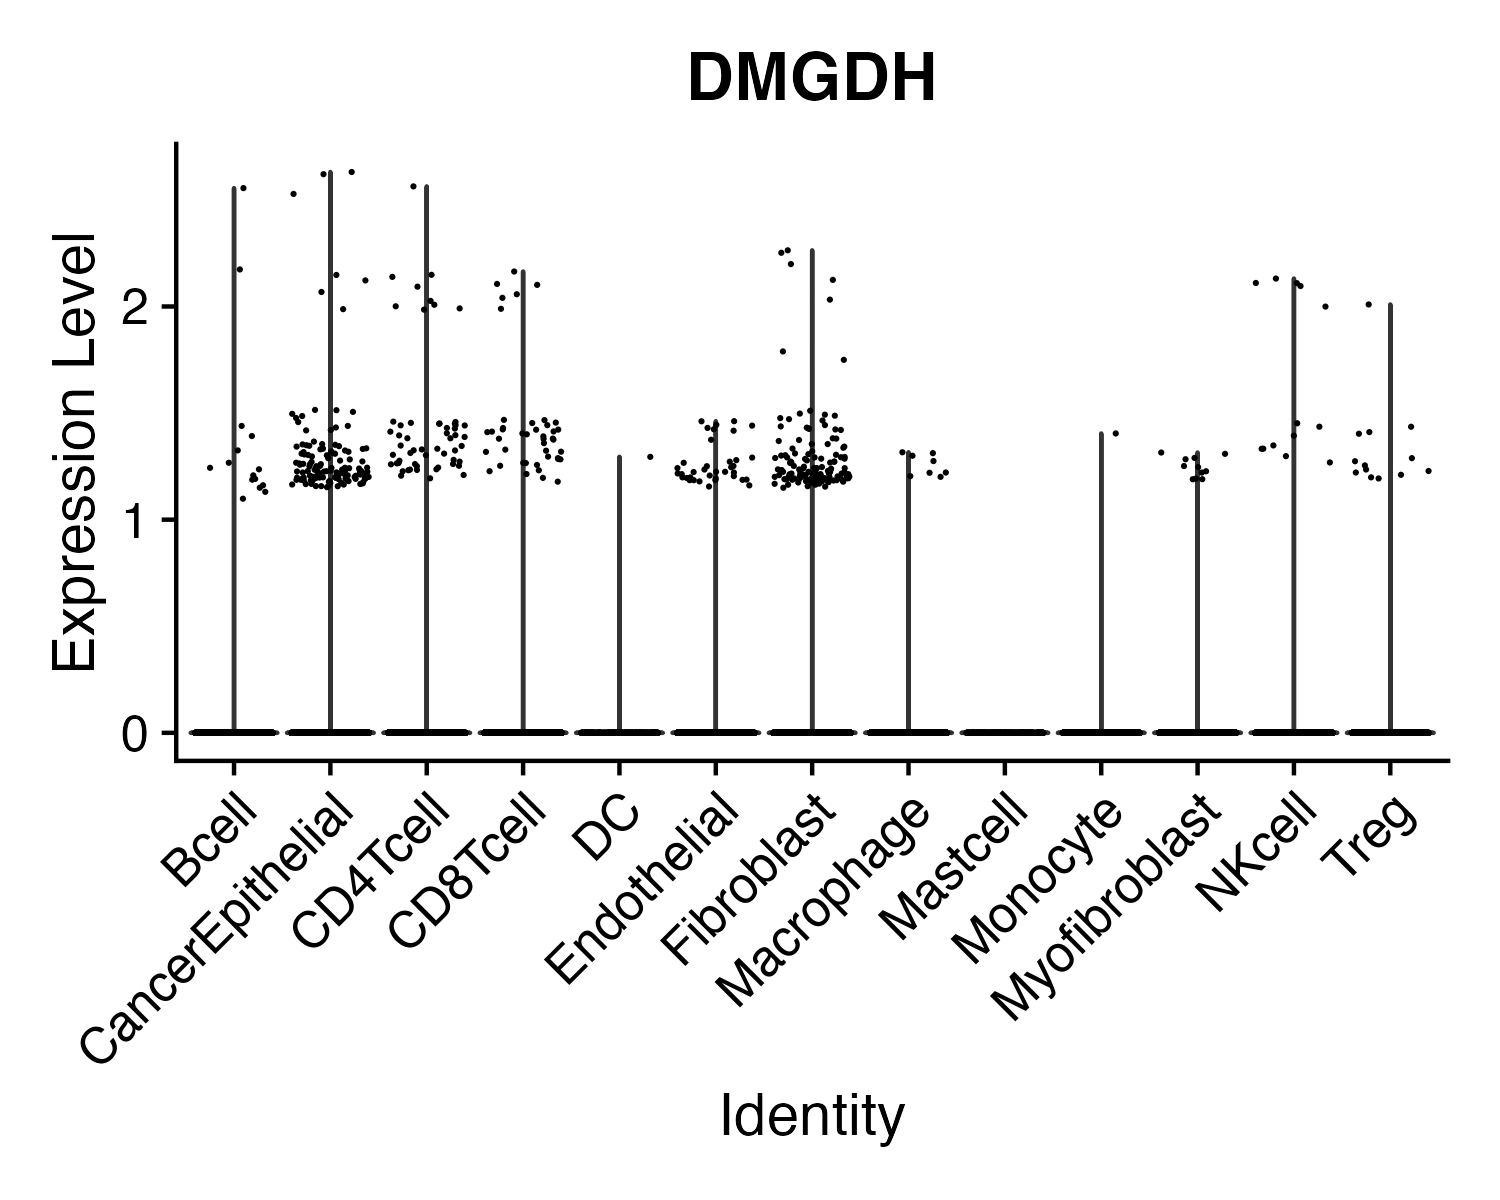 DMGDH
Expression Level
2
1
0
Bcell
CancerEpithelial
CD4Tcell
CD8Tcell
DC
Endothelial
Fibroblast
Macrophage
Mastcell
Monocyte
Myofibroblast
NKcell
Treg
Identity